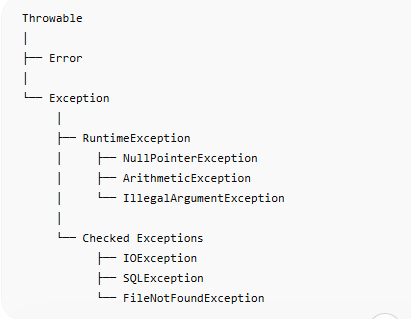 Throwable
|
├── Error
|
└── Exception
     |
     ├── RuntimeException
     |     ├── NullPointerException
     |     ├── ArithmeticException
     |     └── IllegalArgumentException
     |
     └── Checked Exceptions
           ├── IOException
           ├── SQLException
           └── FileNotFoundException